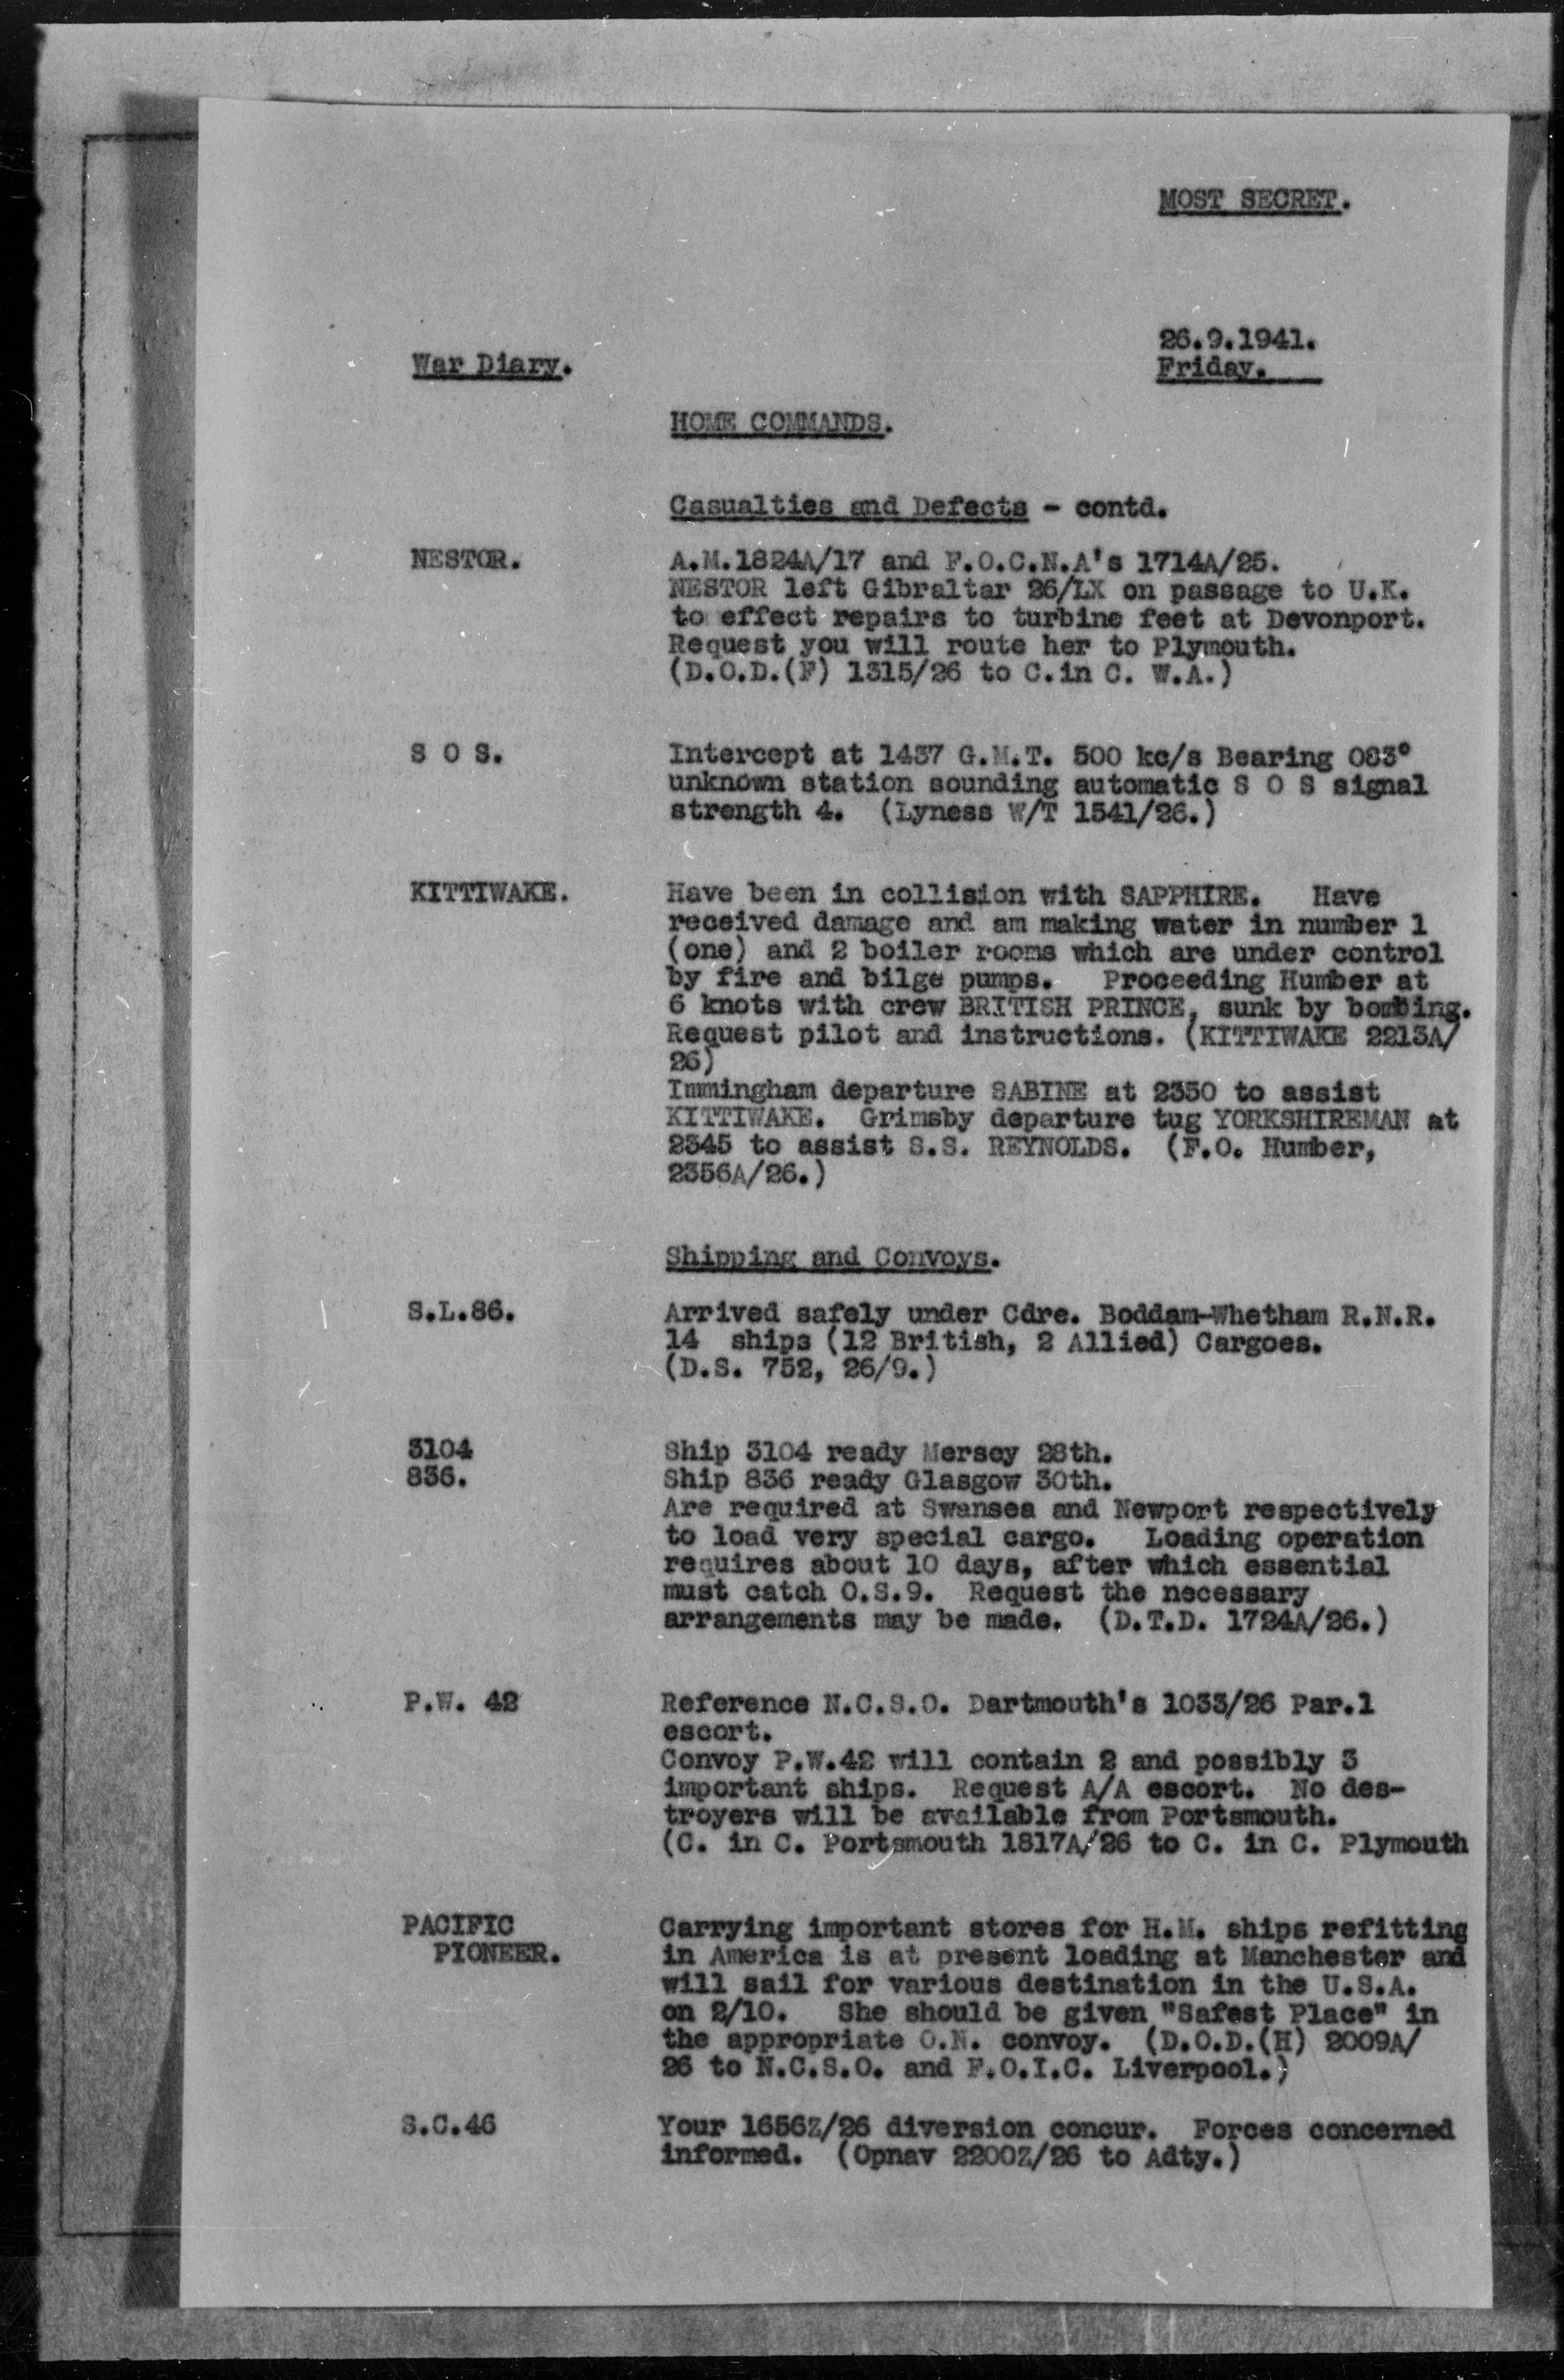 MOST SECRET.
26.9.1941.
War Diary. Friday.
HOME COMMANDS.
Casualties and Defects - contd.
NESTOR. A.M.1824A/17 and F.O.C.N.A's 1714A/25.
NESTOR left Gibraltar 26/IX on passage to U.K.
to effect repairs to turbine feet at Devonport.
Request you will route her to Plymouth.
(D.O.D.(F) 1315/26 to C.in C. W.A.)
S O S. Intercept at 1437 G.M.T. 500 kc/s Bearing 083°
unknown station sounding automatic S O S signal
strength 4. (Lyness W/T 1541/26.)
KITTIWAKE. Have been in collision with SAPPHIRE. Have
received damage and am making water in number 1
(one) and 2 boiler rooms which are under control
by fire and bilge pumps. Proceeding Humber at
6 knots with crew BRITISH PRINCE, sunk by bombing.
Request pilot and instructions. (KITTIWAKE 2213A/
26)
Immingham departure SABINE at 2350 to assist
KITTIWAKE. Grimsby departure tug YORKSHIREMAN at
2345 to assist S.S. REYNOLDS. (F.O. Humber,
2356A/26.)
Shipping and Convoys.
S.L.86. Arrived safely under Cdre. Boddam-Whetham R.N.R.
14 ships (12 British, 2 Allied) Cargoes.
(D.S. 752, 26/9.)
3104 Ship 3104 ready Mersey 28th.
836. Ship 836 ready Glasgow 30th.
Are required at Swansea and Newport respectively
to load very special cargo. Loading operation
requires about 10 days, after which essential
must catch O.S.9. Request the necessary
arrangements may be made. (D.T.D. 1724A/26.)
P.W. 42 Reference N.C.S.O. Dartmouth's 1033/26 Par.1
escort.
Convoy P.W.42 will contain 2 and possibly 3
important ships. Request A/A escort. No des-
troyers will be available from Portsmouth.
(C. in C. Portsmouth 1817A/26 to C. in C. Plymouth
PACIFIC Carrying important stores for H.M. ships refitting
PIONEER. in America is at present loading at Manchester and
will sail for various destination in the U.S.A.
on 2/10. She should be given "Safest Place" in
the appropriate O.N. convoy. (D.O.D.(H) 2009A/
26 to N.C.S.O. and F.O.I.C. Liverpool.)
S.C.46 Your 1656Z/26 diversion concur. Forces concerned
informed. (Opnav 2200Z/26 to Adty.)